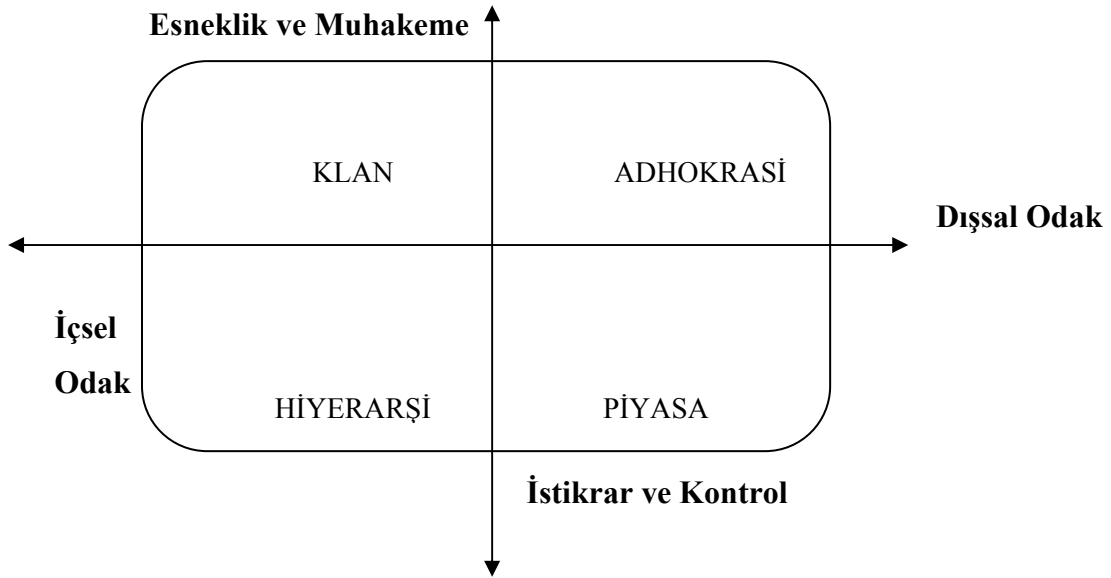 Esneklik ve Muhakeme
KLAN
ADHOKRASİ
Dışsal Odak
İçsel
Odak
HİYERARŞİ
PİYASA
İstikrar ve Kontrol